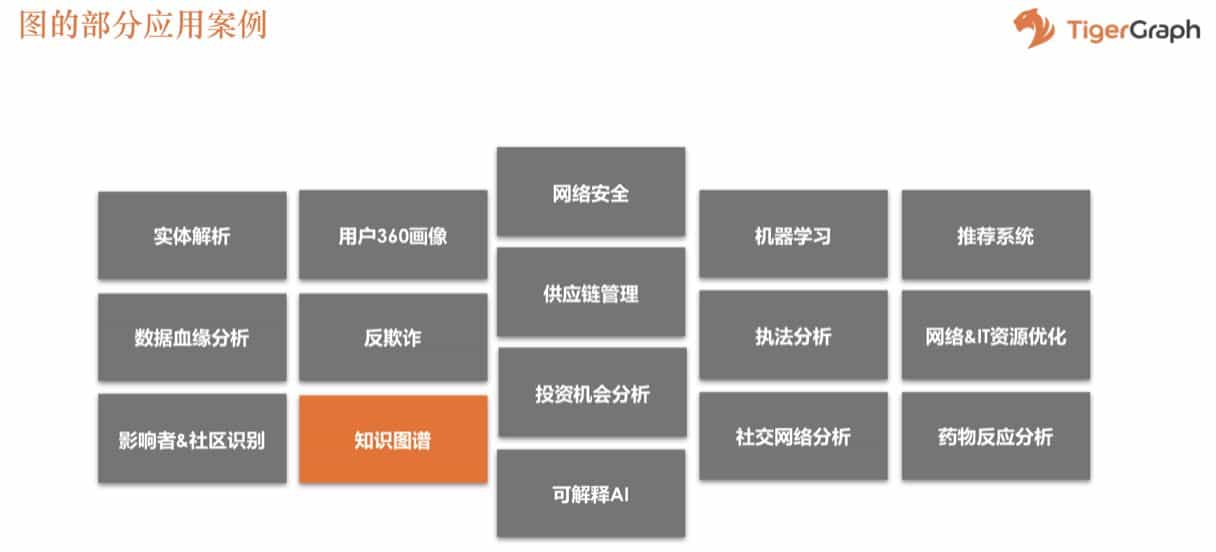 图的部分应用案例
TigerGraph
实体解析
数据血缘分析
影响者&社区识别
用户360画像
反欺诈
知识图谱
网络安全
供应链管理
投资机会分析
可解释AI
机器学习
执法分析
社交网络分析
推荐系统
网络&IT资源优化
药物反应分析